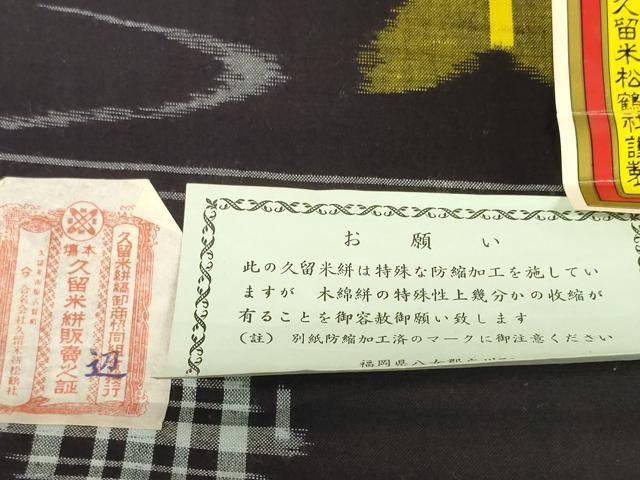 お願い
此の久留米絣は特殊な防縮加工を施してい
ますが 木綿絣の特殊性上幾分かの収縮が
有ることを御容赦御願い致します
(註) 別紙防縮加工済のマークに御注意ください
福岡県八女郡
久留米松鶴社謹製
本場
久留米絣販賣之証
辺